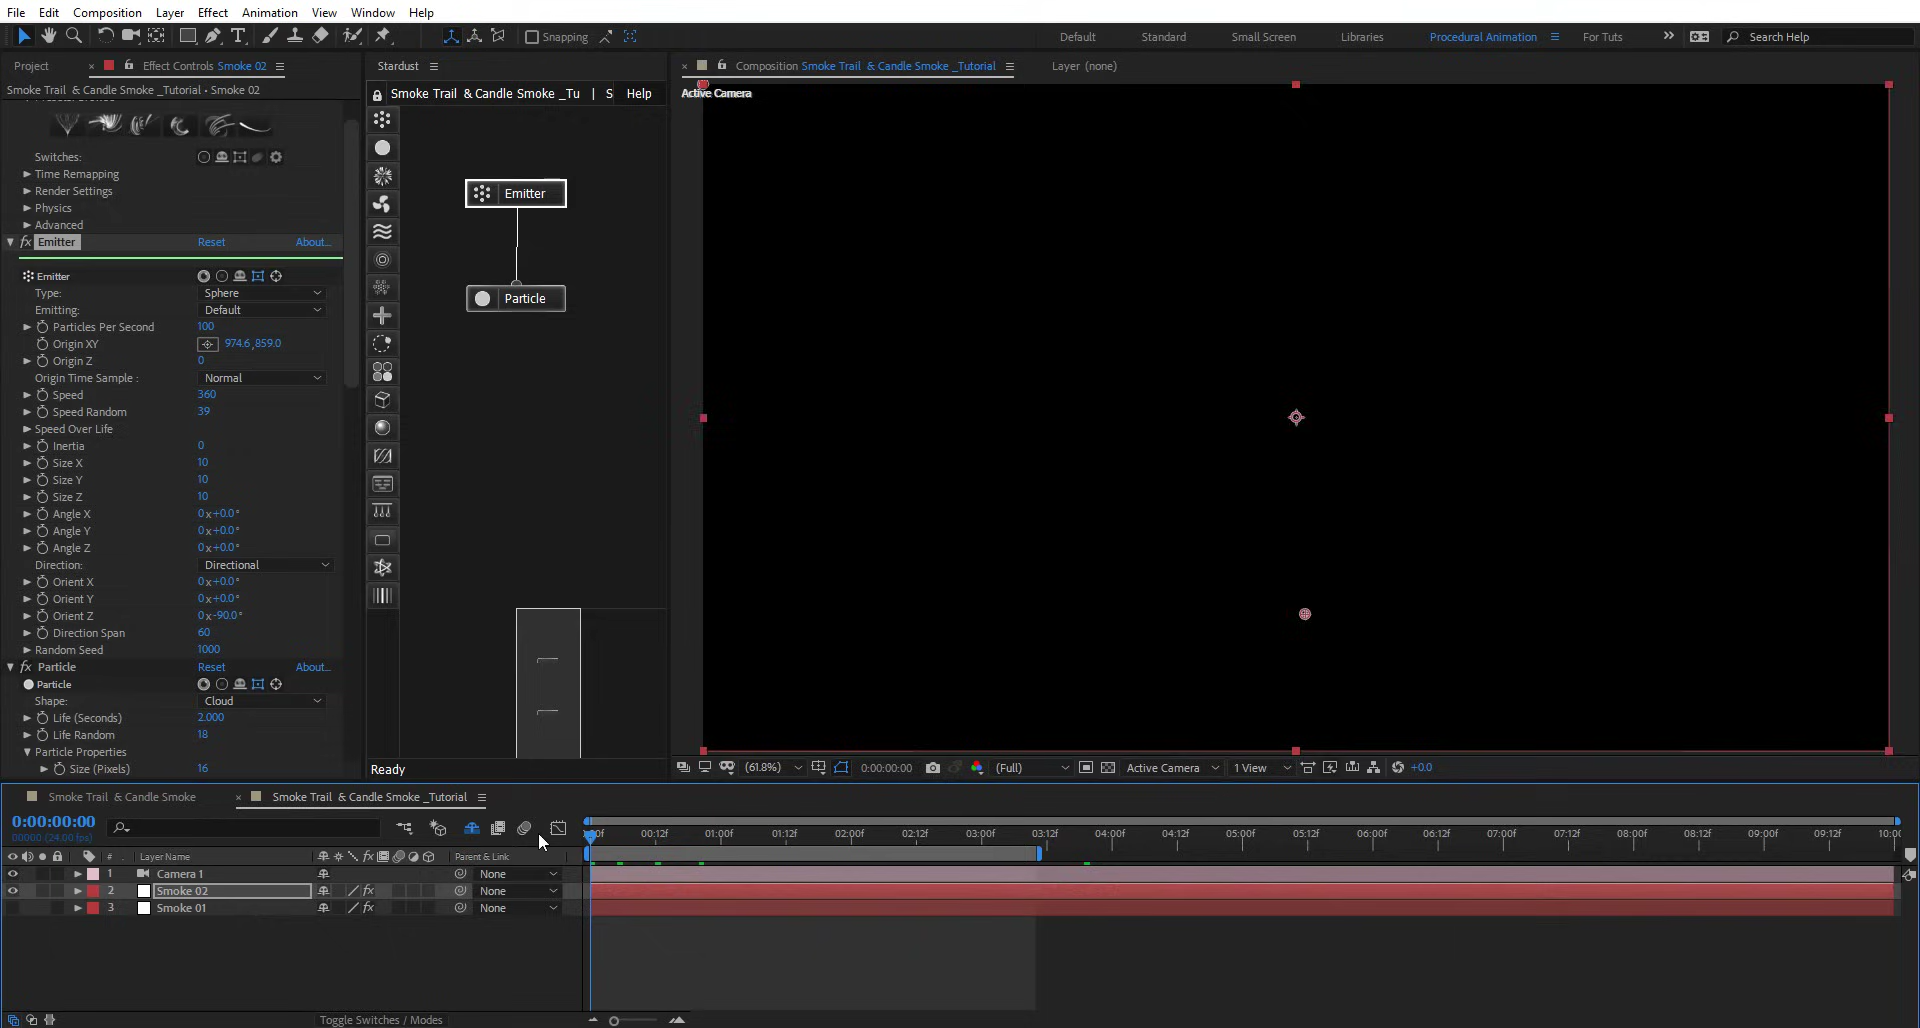 File Edit Composition Layer Effect Animation View Window Help
Snapping
Default Standard Small Screen Libraries Procedural Animation For Tuts Search Help
Project Effect Controls Smoke 02
Smoke Trail & Candle Smoke _Tutorial • Smoke 02
Switches:
Time Remapping
Render Settings
Physics
Advanced
fx Emitter Reset About...
Emitter
Type: Sphere
Emitting: Default
Particles Per Second 100
Origin XY 974.6,859.0
Origin Z 0
Origin Time Sample : Normal
Speed 360
Speed Random 39
Speed Over Life
Inertia 0
Size X 10
Size Y 10
Size Z 10
Angle X 0x+0.0°
Angle Y 0x+0.0°
Angle Z 0x+0.0°
Direction: Directional
Orient X 0x+0.0°
Orient Y 0x+0.0°
Orient Z 0x-90.0°
Direction Span 60
Random Seed 1000
fx Particle Reset About...
Particle
Shape: Cloud
Life (Seconds) 2.000
Life Random 18
Particle Properties
Size (Pixels) 16
Stardust
Smoke Trail & Candle Smoke _Tu | S Help
Emitter
Particle
Ready
Composition Smoke Trail & Candle Smoke _Tutorial Layer (none)
Active Camera
(61.8%) 0:00:00:00 (Full) Active Camera 1 View +0.0
Smoke Trail & Candle Smoke × Smoke Trail & Candle Smoke _Tutorial
0:00:00:00
00000 (24.00 fps)
00f 00:12f 01:00f 01:12f 02:00f 02:12f 03:00f 03:12f 04:00f 04:12f 05:00f 05:12f 06:00f 06:12f 07:00f 07:12f 08:00f 08:12f 09:00f 09:12f 10:00
# Layer Name fx Parent & Link
1 Camera 1 None
2 Smoke 02 fx None
3 Smoke 01 fx None
Toggle Switches / Modes